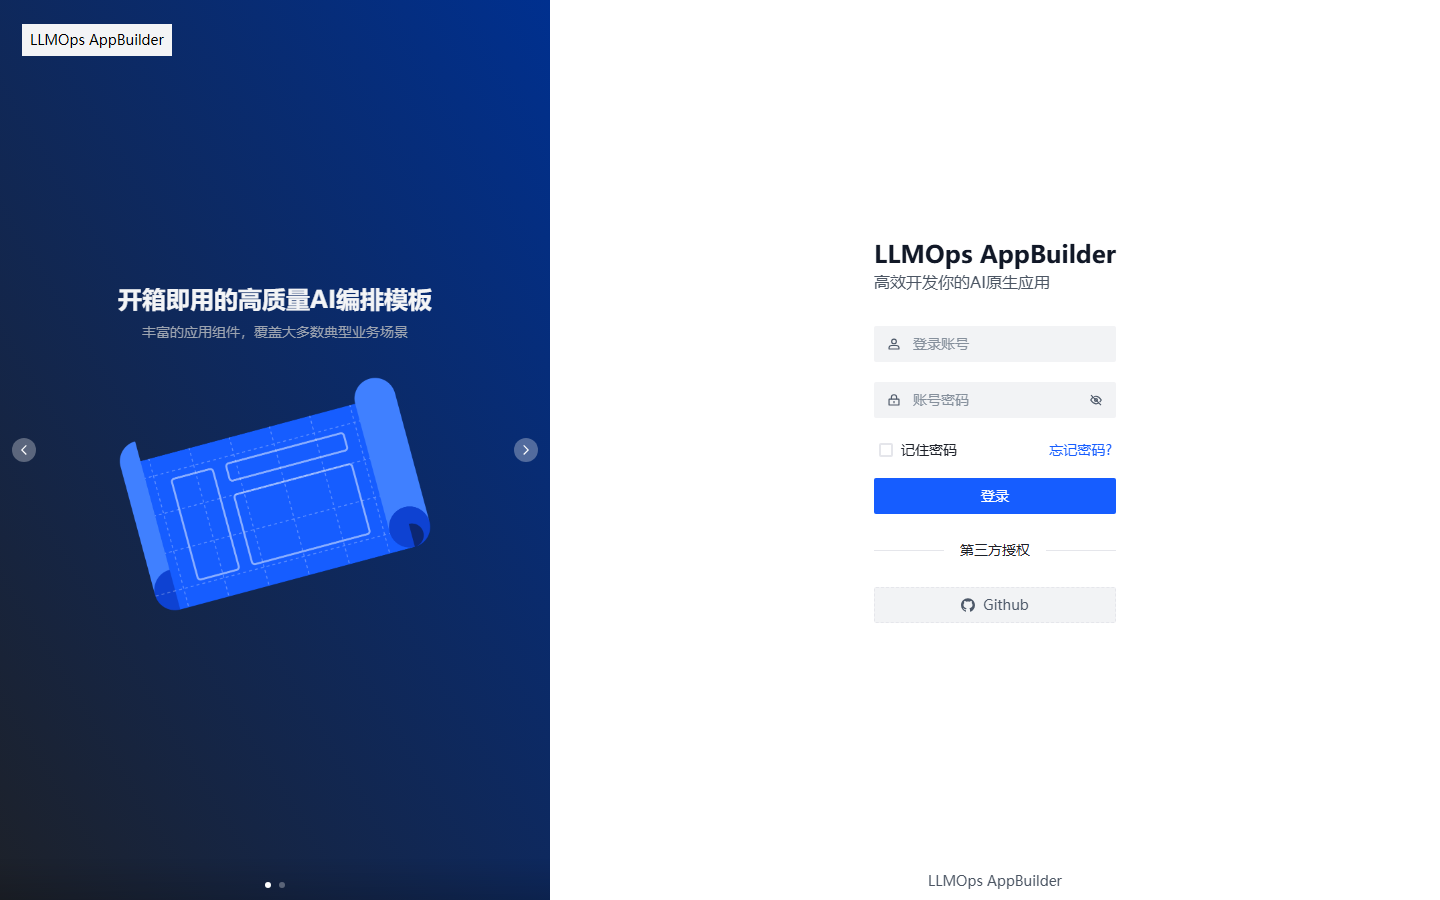 LLMOps AppBuilder
开箱即用的高质量AI编排模板
丰富的应用组件，覆盖大多数典型业务场景
LLMOps AppBuilder
高效开发你的AI原生应用
登录账号
账号密码
记住密码
忘记密码?
登录
第三方授权
Github
LLMOps AppBuilder